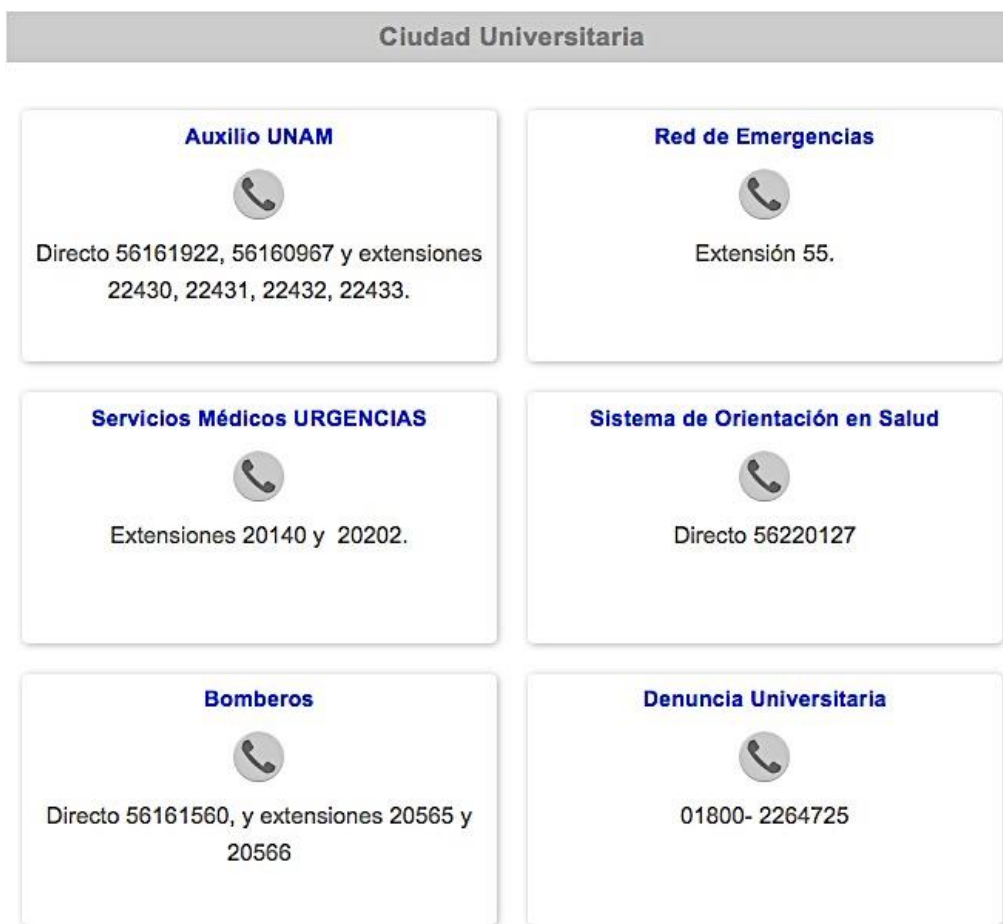 Ciudad Universitaria
Auxilio UNAM
Directo 56161922, 56160967 y extensiones
22430, 22431, 22432, 22433.
Red de Emergencias
Extensión 55.
Servicios Médicos URGENCIAS
Extensiones 20140 y  20202.
Sistema de Orientación en Salud
Directo 56220127
Bomberos
Directo 56161560, y extensiones 20565 y
20566
Denuncia Universitaria
01800- 2264725